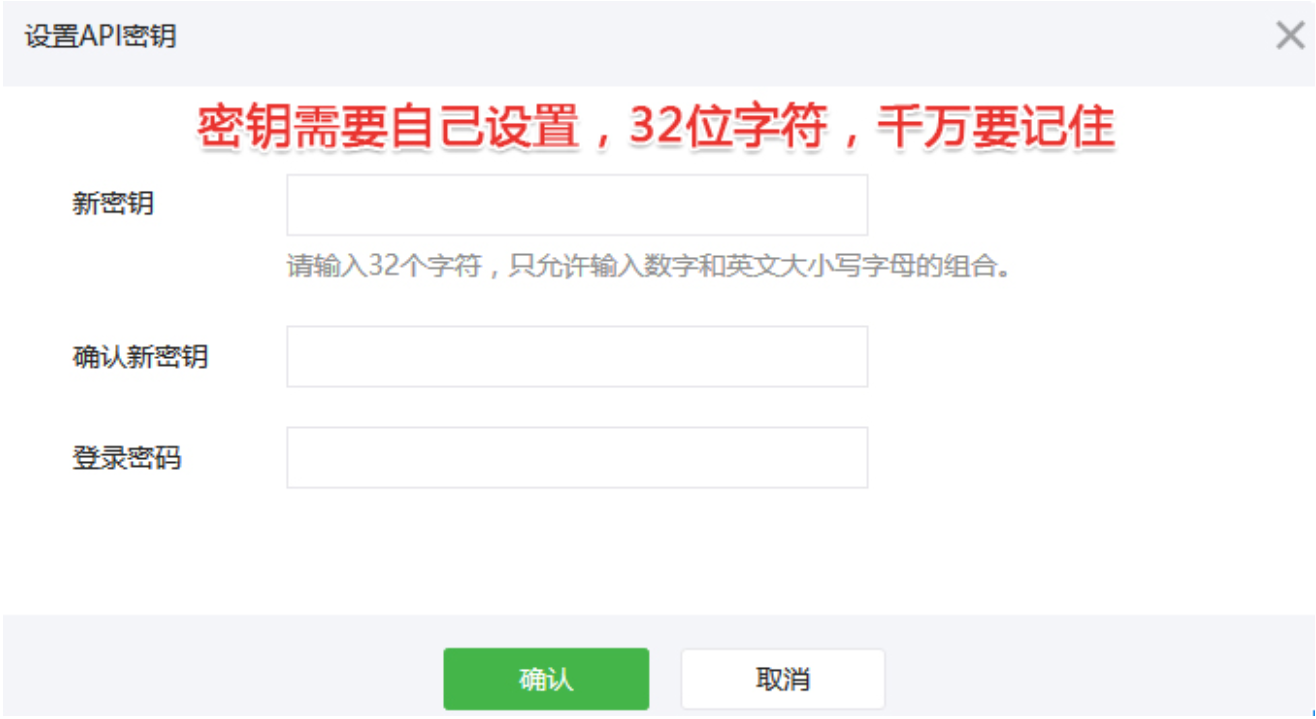 设置API密钥
密钥需要自己设置，32位字符，千万要记住
新密钥
请输入32个字符，只允许输入数字和英文大小写字母的组合。
确认新密钥
登录密码
确认 取消